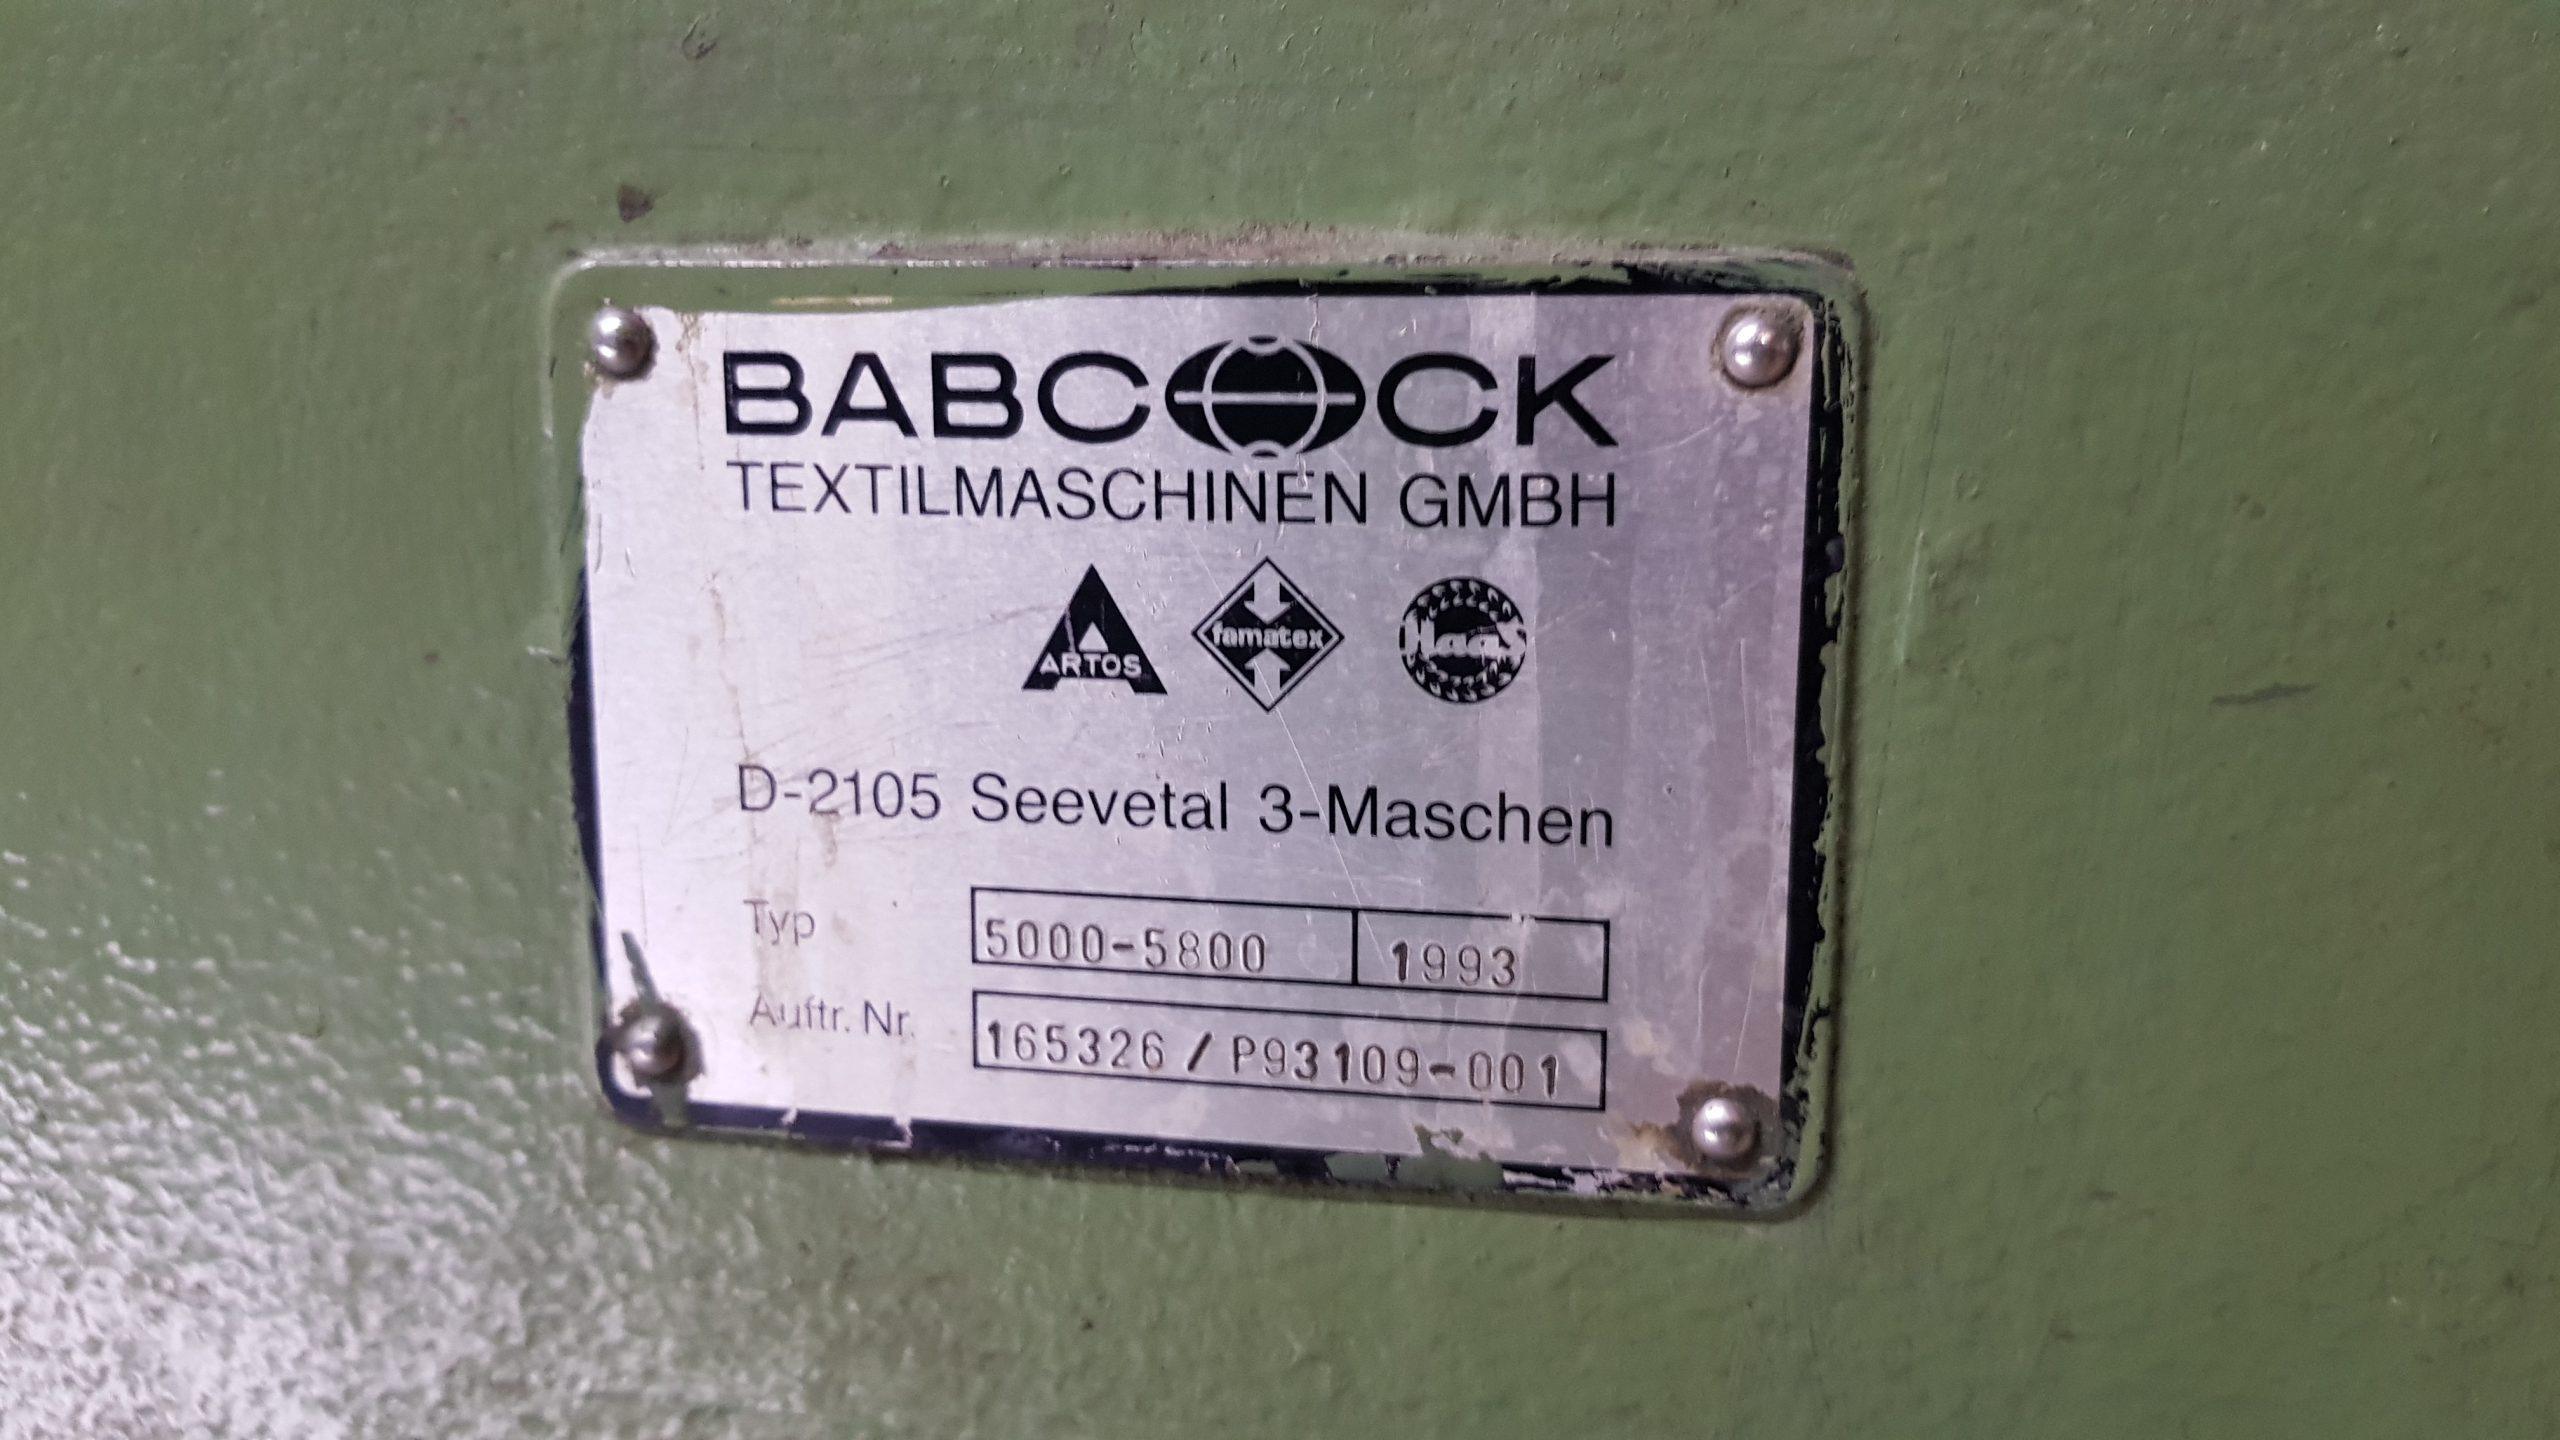 BABCOCK
TEXTILMASCHINEN GMBH
ARTOS famatex Haas
D-2105 Seevetal 3-Maschen
Typ 5000-5800 1993
Auftr. Nr. 165326 / P93109-001